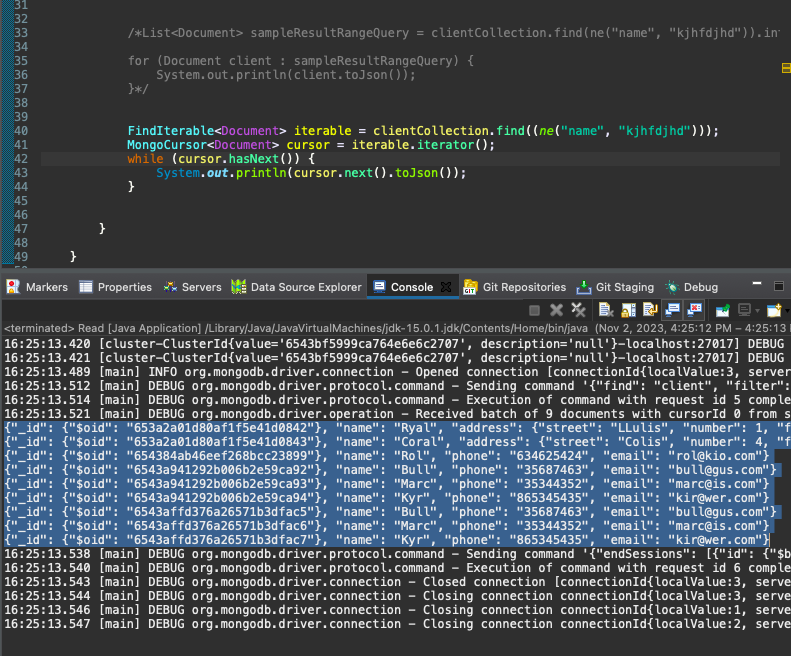 31
32
33 /*List<Document> sampleResultRangeQuery = clientCollection.find(ne("name", "kjhfdjhd")).in
34
35 for (Document client : sampleResultRangeQuery) {
36 System.out.println(client.toJson());
37 }*/
38
39
40 FindIterable<Document> iterable = clientCollection.find((ne("name", "kjhfdjhd")));
41 MongoCursor<Document> cursor = iterable.iterator();
42 while (cursor.hasNext()) {
43 System.out.println(cursor.next().toJson());
44 }
45
46
47 }
48
49 }
Markers Properties Servers Data Source Explorer Console Git Repositories Git Staging Debug
<terminated> Read [Java Application] /Library/Java/JavaVirtualMachines/jdk-15.0.1.jdk/Contents/Home/bin/java (Nov 2, 2023, 4:25:12 PM – 4:25:13
16:25:13.420 [cluster-ClusterId{value='6543bf5999ca764e6e6c2707', description='null'}-localhost:27017] DEBUG
16:25:13.421 [cluster-ClusterId{value='6543bf5999ca764e6e6c2707', description='null'}-localhost:27017] DEBUG
16:25:13.489 [main] INFO org.mongodb.driver.connection - Opened connection [connectionId{localValue:3, server
16:25:13.512 [main] DEBUG org.mongodb.driver.protocol.command - Sending command '{"find": "client", "filter":
16:25:13.514 [main] DEBUG org.mongodb.driver.protocol.command - Execution of command with request id 5 comple
16:25:13.521 [main] DEBUG org.mongodb.driver.operation - Received batch of 9 documents with cursorId 0 from s
{"_id": {"$oid": "653a2a01d80af1f5e41d0842"}, "name": "Ryal", "address": {"street": "LLulis", "number": 1, "f
{"_id": {"$oid": "653a2a01d80af1f5e41d0843"}, "name": "Coral", "address": {"street": "Colis", "number": 4, "f
{"_id": {"$oid": "654384ab46eef268bcc23899"}, "name": "Rol", "phone": "634625424", "email": "rol@kio.com"}
{"_id": {"$oid": "6543a941292b006b2e59ca92"}, "name": "Bull", "phone": "35687463", "email": "bull@gus.com"}
{"_id": {"$oid": "6543a941292b006b2e59ca93"}, "name": "Marc", "phone": "35344352", "email": "marc@is.com"}
{"_id": {"$oid": "6543a941292b006b2e59ca94"}, "name": "Kyr", "phone": "865345435", "email": "kir@wer.com"}
{"_id": {"$oid": "6543affd376a26571b3dfac5"}, "name": "Bull", "phone": "35687463", "email": "bull@gus.com"}
{"_id": {"$oid": "6543affd376a26571b3dfac6"}, "name": "Marc", "phone": "35344352", "email": "marc@is.com"}
{"_id": {"$oid": "6543affd376a26571b3dfac7"}, "name": "Kyr", "phone": "865345435", "email": "kir@wer.com"}
16:25:13.538 [main] DEBUG org.mongodb.driver.protocol.command - Sending command '{"endSessions": [{"id": {"$b
16:25:13.540 [main] DEBUG org.mongodb.driver.protocol.command - Execution of command with request id 6 comple
16:25:13.543 [main] DEBUG org.mongodb.driver.connection - Closed connection [connectionId{localValue:3, serve
16:25:13.544 [main] DEBUG org.mongodb.driver.connection - Closing connection connectionId{localValue:3, serve
16:25:13.546 [main] DEBUG org.mongodb.driver.connection - Closing connection connectionId{localValue:1, serve
16:25:13.547 [main] DEBUG org.mongodb.driver.connection - Closing connection connectionId{localValue:2, serve